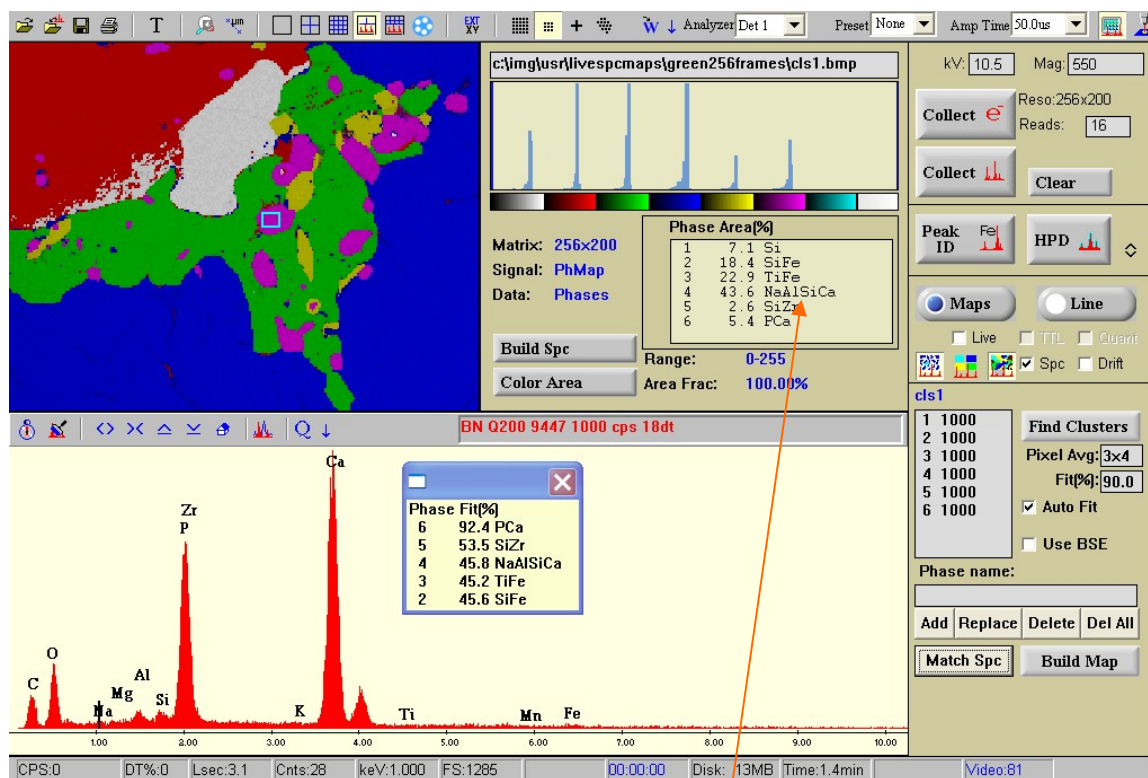 T µm EXT XY W Analyzer Det 1 Preset None Amp Time 50.0us
c:\img\usr\livespcmaps\green256frames\cls1.bmp
Matrix: 256x200
Signal: PhMap
Data: Phases
Phase Area(%)
1 7.1 Si
2 18.4 SiFe
3 22.9 TiFe
4 43.6 NaAlSiCa
5 2.6 SiZr
6 5.4 PCa
Build Spc
Range: 0-255
Color Area
Area Frac: 100.00%
kV: 10.5 Mag: 550
Collect e-
Reso:256x200
Reads: 16
Collect
Clear
Peak ID Fe
HPD
Maps Line
Live TTL Quant
Spc Drift
cls1
1 1000
2 1000
3 1000
4 1000
5 1000
6 1000
Find Clusters
Pixel Avg: 3x4
Fit(%): 90.0
Auto Fit
Use BSE
Phase name:
Add Replace Delete Del All
Match Spc Build Map
Q
BN Q200 9447 1000 cps 18dt
Phase Fit(%)
6 92.4 PCa
5 53.5 SiZr
4 45.8 NaAlSiCa
3 45.2 TiFe
2 45.6 SiFe
Ca
Zr
P
O
C
Na
Mg
Al
Si
K
Ti
Mn
Fe
1.00 2.00 3.00 4.00 5.00 6.00 7.00 8.00 9.00 10.00
CPS:0 DT%:0 Lsec:3.1 Cnts:28 keV:1.000 FS:1285 00:00:00 Disk: 13MB Time:1.4min Video:81